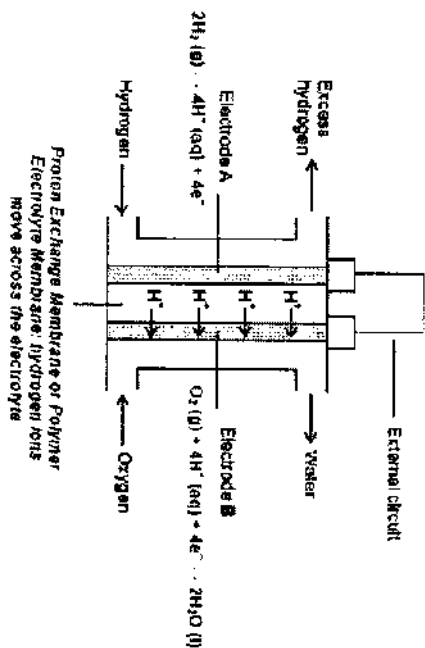 External circuit
Excess
hydrogen
Water
H⁺
Electrode A
Electrode B
H⁺
2H₂ (g) → 4H⁺ (aq) + 4e⁻
O₂ (g) + 4H⁺ (aq) + 4e⁻ → 2H₂O (l)
H⁺
H⁺
Hydrogen
Oxygen
Proton Exchange Membrane or Polymer
Electrolyte Membrane: hydrogen ions
move across the electrolyte